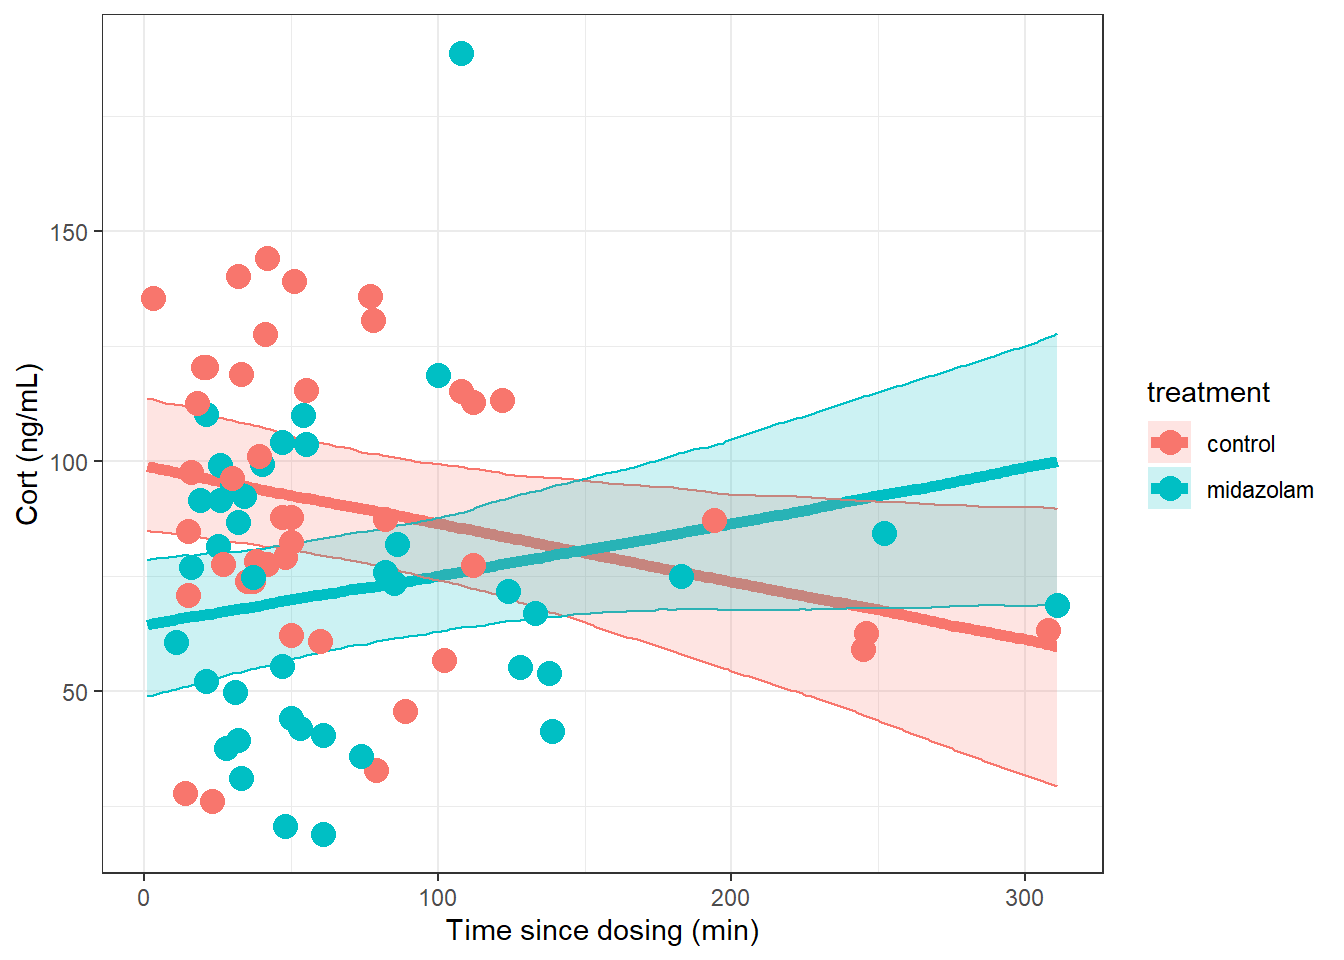 Cort (ng/mL)
150
100
50
0 100 200 300
Time since dosing (min)
treatment
control
midazolam